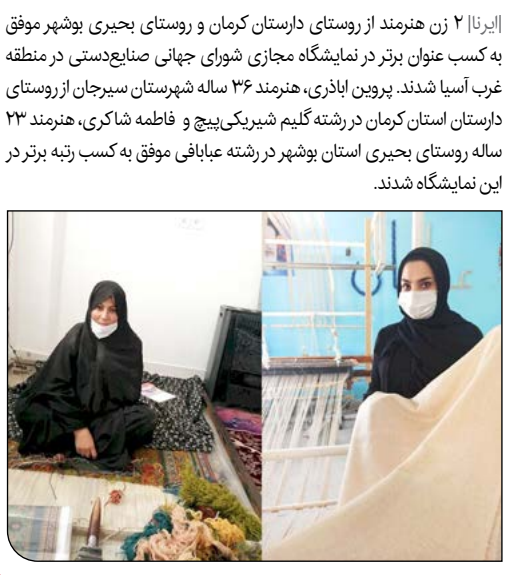 |ایرنا| ۲ زن هنرمند از روستای دارستان کرمان و روستای بحیری بوشهر موفق
به کسب عنوان برتر در نمایشگاه مجازی شورای جهانی صنایع‌دستی در منطقه
غرب آسیا شدند. پروین اباذری، هنرمند ۳۶ ساله شهرستان سیرجان از روستای
دارستان استان کرمان در رشته گلیم شیریکی‌پیچ و فاطمه شاکری، هنرمند ۲۳
ساله روستای بحیری استان بوشهر در رشته عبابافی موفق به کسب رتبه برتر در
این نمایشگاه شدند.